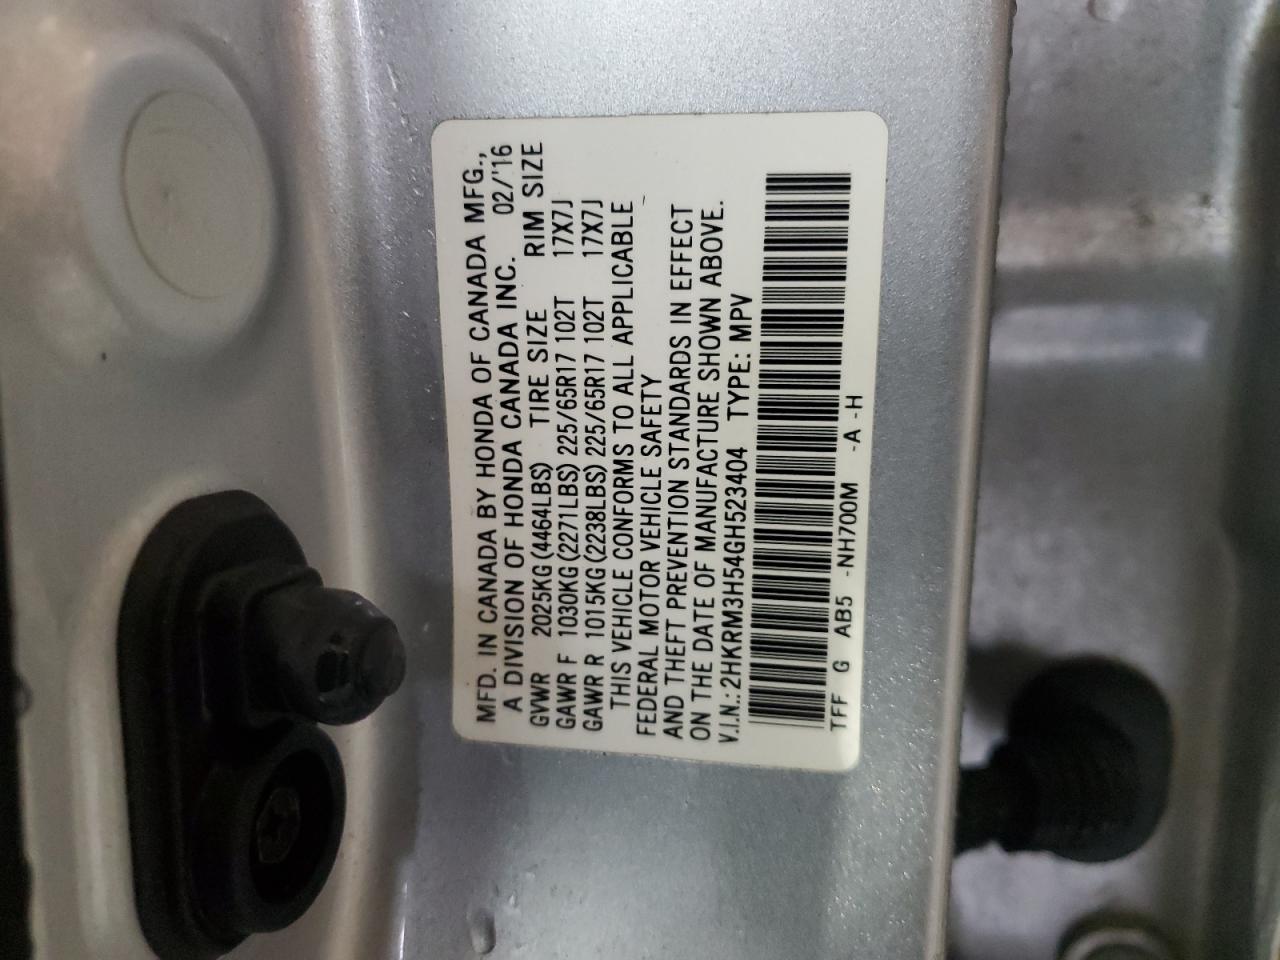 MFD. IN CANADA BY HONDA OF CANADA MFG.,
A DIVISION OF HONDA CANADA INC. 02/'16
GVWR 2025KG(4464LBS) TIRE SIZE RIM SIZE
GAWR F 1030KG(2271LBS) 225/65R17 102T 17X7J
GAWR R 1015KG(2238LBS) 225/65R17 102T 17X7J
THIS VEHICLE CONFORMS TO ALL APPLICABLE
FEDERAL MOTOR VEHICLE SAFETY
AND THEFT PREVENTION STANDARDS IN EFFECT
ON THE DATE OF MANUFACTURE SHOWN ABOVE.
V.I.N.:2HKRM3H54GH523404 TYPE: MPV
TFF G AB5 -NH700M -A -H